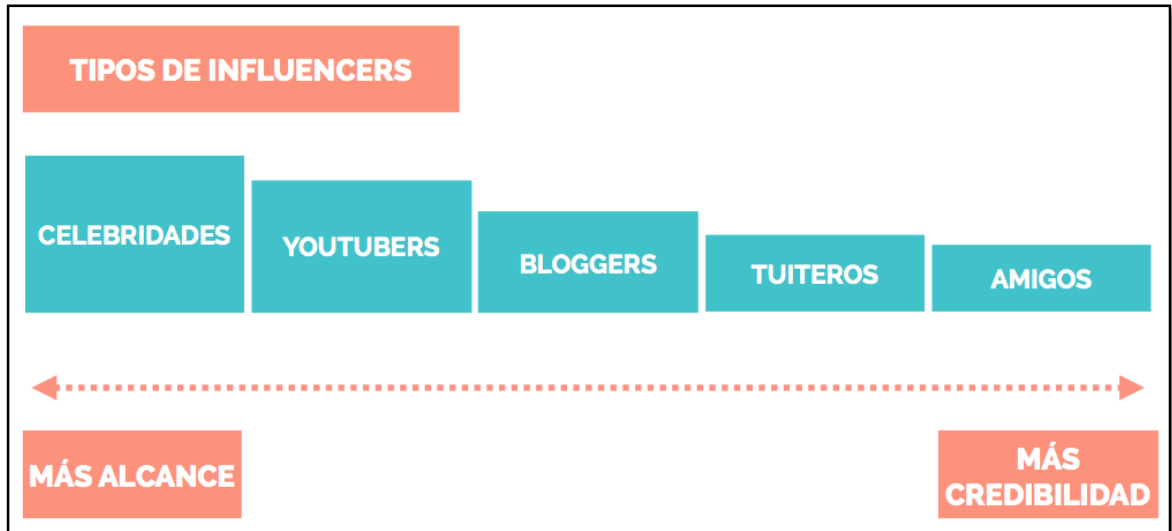 TIPOS DE INFLUENCERS
CELEBRIDADES
YOUTUBERS
BLOGGERS
TUITEROS
AMIGOS
MÁS ALCANCE
MÁS
CREDIBILIDAD